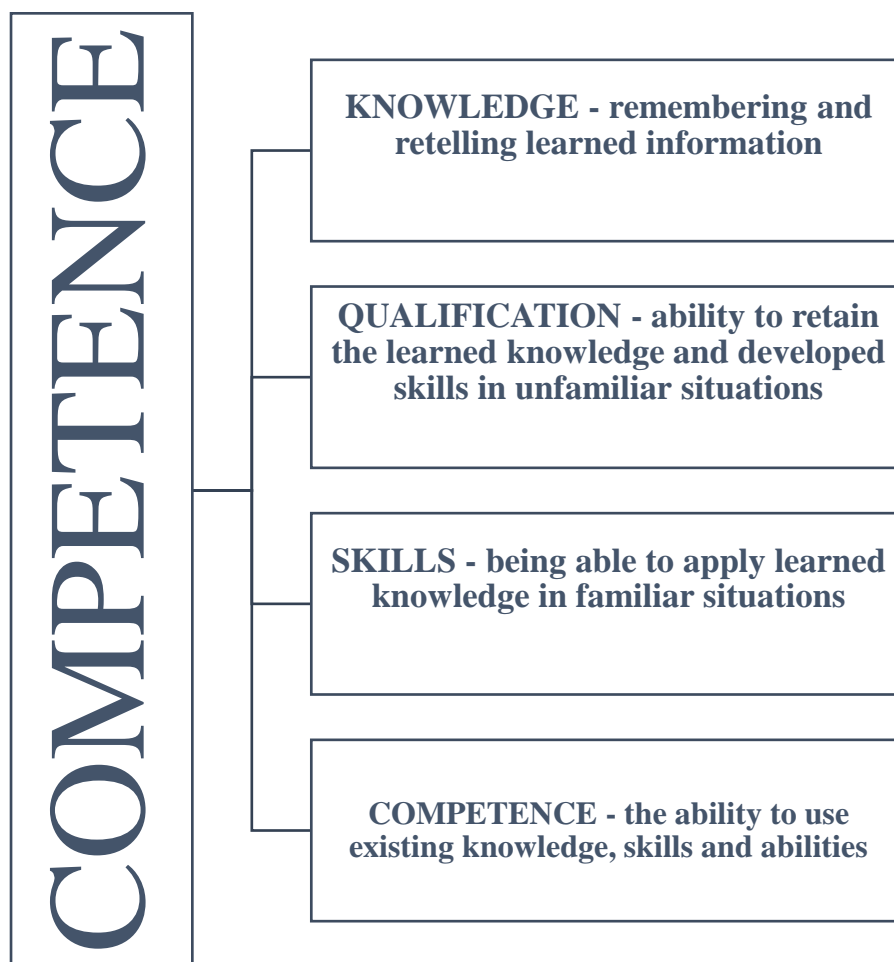 COMPETENCE
KNOWLEDGE - remembering and
retelling learned information
QUALIFICATION - ability to retain
the learned knowledge and developed
skills in unfamiliar situations
SKILLS - being able to apply learned
knowledge in familiar situations
COMPETENCE - the ability to use
existing knowledge, skills and abilities